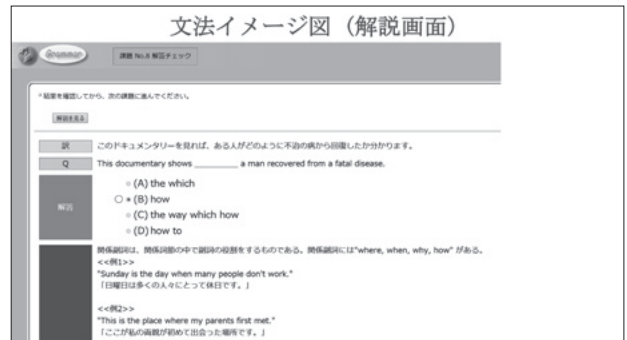 文法イメージ図（解説画面）
Grammar
課題 No.8 解答チェック
*結果を確認してから、次の課題に進んでください。
解説を見る
訳 このドキュメンタリーを見れば、ある人がどのように不治の病から回復したか分かります。
Q This documentary shows _________ a man recovered from a fatal disease.
解答
(A) the which
(B) how
(C) the way which how
(D) how to
関係副詞は、関係詞節の中で副詞の役割をするものである。関係副詞には"where, when, why, how" がある。
<<例1>>
"Sunday is the day when many people don't work."
「日曜日は多くの人々にとって休日です。」
<<例2>>
"This is the place where my parents first met."
「ここが私の両親が初めて出会った場所です。」